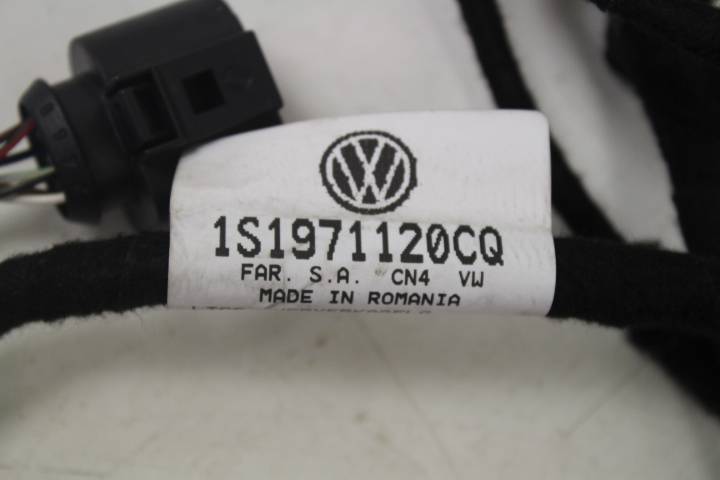 1S1971120CQ
FAR. S.A. CN4 VW
MADE IN ROMANIA